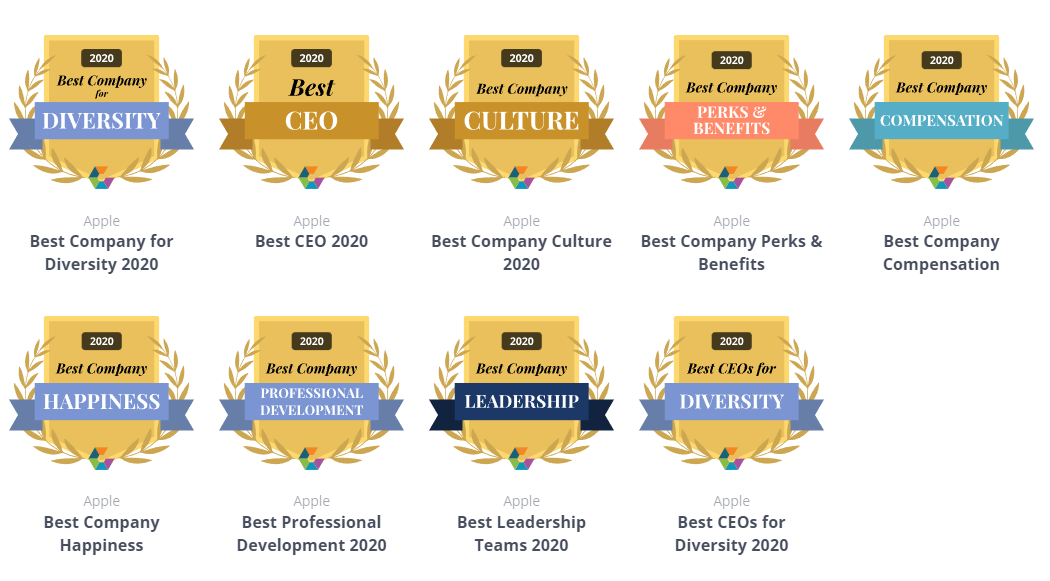 2020
Best Company
for
DIVERSITY
Apple
Best Company for
Diversity 2020
2020
Best
CEO
Apple
Best CEO 2020
2020
Best Company
CULTURE
Apple
Best Company Culture
2020
2020
Best Company
PERKS &
BENEFITS
Apple
Best Company Perks &
Benefits
2020
Best Company
COMPENSATION
Apple
Best Company
Compensation
2020
Best Company
HAPPINESS
Apple
Best Company
Happiness
2020
Best Company
PROFESSIONAL
DEVELOPMENT
Apple
Best Professional
Development 2020
2020
Best Company
LEADERSHIP
Apple
Best Leadership
Teams 2020
2020
Best CEOs for
DIVERSITY
Apple
Best CEOs for
Diversity 2020